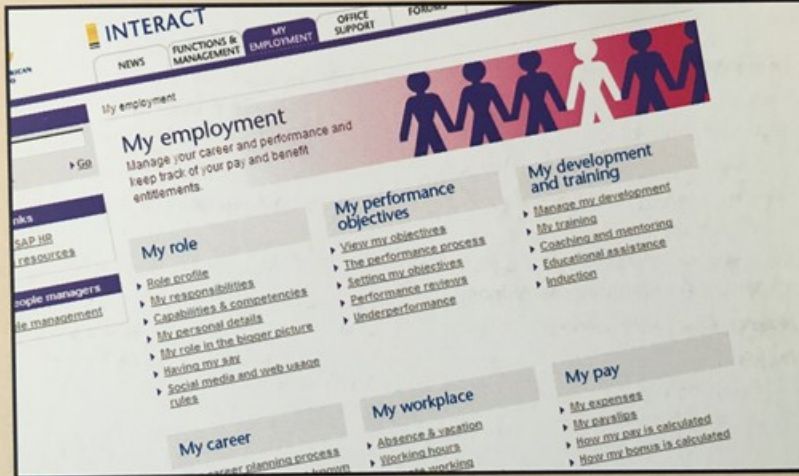 INTERACT
NEWS
FUNCTIONS &
MANAGEMENT
MY
EMPLOYMENT
OFFICE
SUPPORT
FORUMS
My employment
My employment
Manage your career and performance and
keep track of your pay and benefit
entitlements.
Go
SAP HR
resources
people managers
management
My role
Role profile
My responsibilities
Capabilities & competencies
My personal details
My role in the bigger picture
Having my say
Social media and web usage
rules
My performance
objectives
View my objectives
The performance process
Setting my objectives
Performance reviews
Underperformance
My development
and training
Manage my development
My training
Coaching and mentoring
Educational assistance
Induction
My career
career planning process
known
My workplace
Absence & vacation
Working hours
working
My pay
My expenses
My payslips
How my pay is calculated
How my bonus is calculated